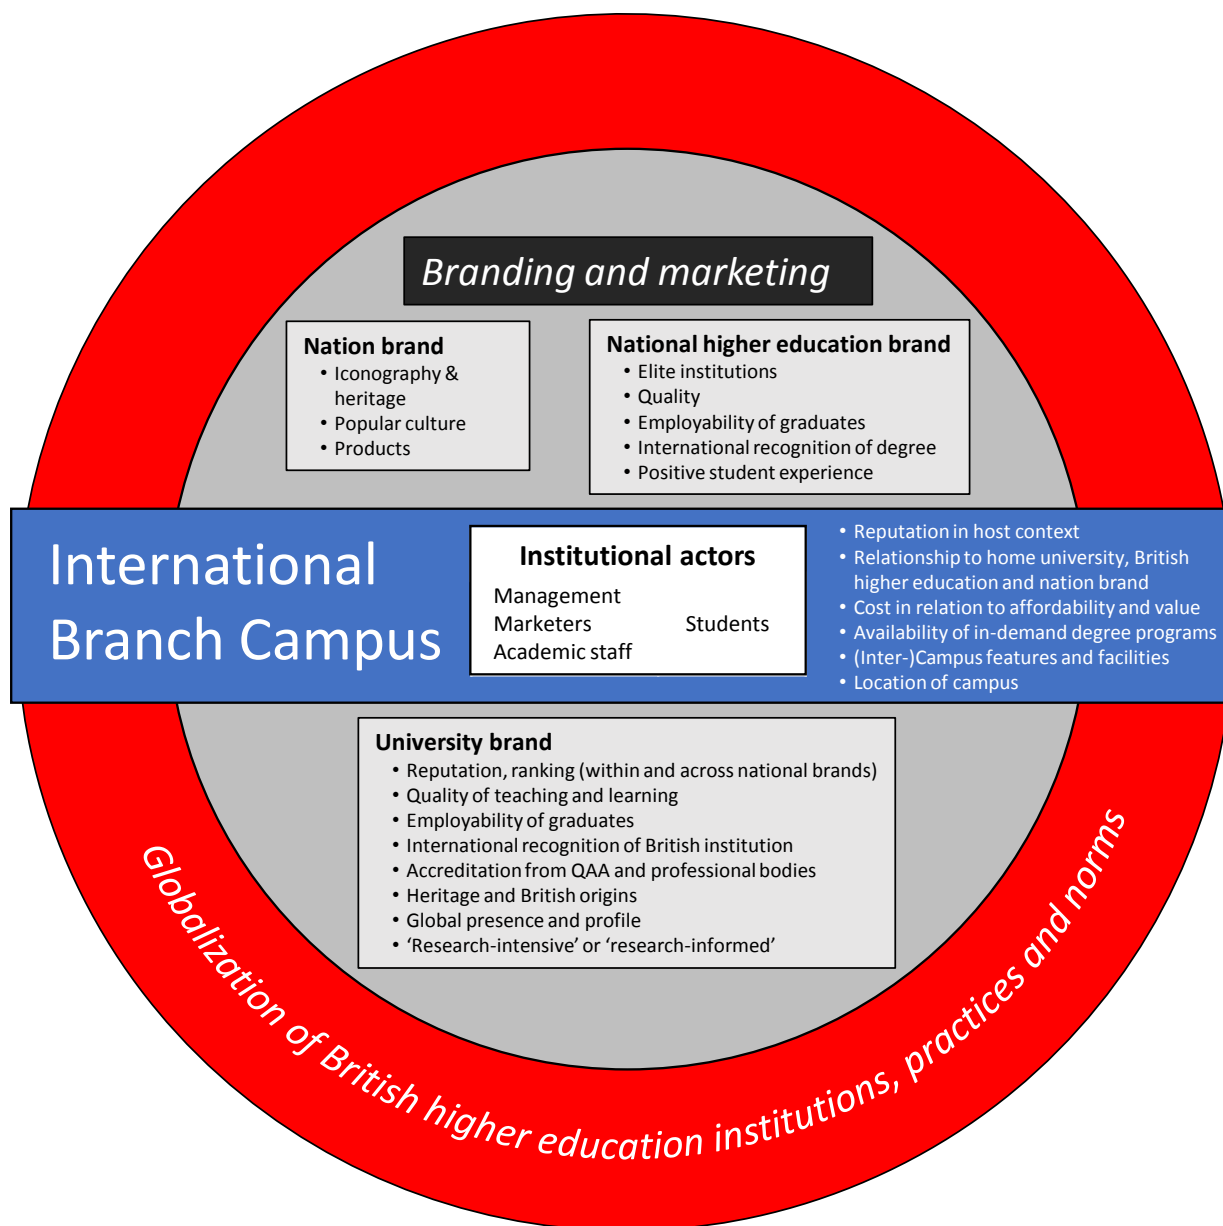 Branding and marketing
Nation brand
• Iconography &
heritage
• Popular culture
• Products
National higher education brand
• Elite institutions
• Quality
• Employability of graduates
• International recognition of degree
• Positive student experience
International
Branch Campus
Institutional actors
Management
Marketers
Academic staff
Students
• Reputation in host context
• Relationship to home university, British
higher education and nation brand
• Cost in relation to affordability and value
• Availability of in-demand degree programs
• (Inter-)Campus features and facilities
• Location of campus
University brand
• Reputation, ranking (within and across national brands)
• Quality of teaching and learning
• Employability of graduates
• International recognition of British institution
• Accreditation from QAA and professional bodies
• Heritage and British origins
• Global presence and profile
• ‘Research-intensive’ or ‘research-informed’
Globalization of British higher education institutions, practices and norms